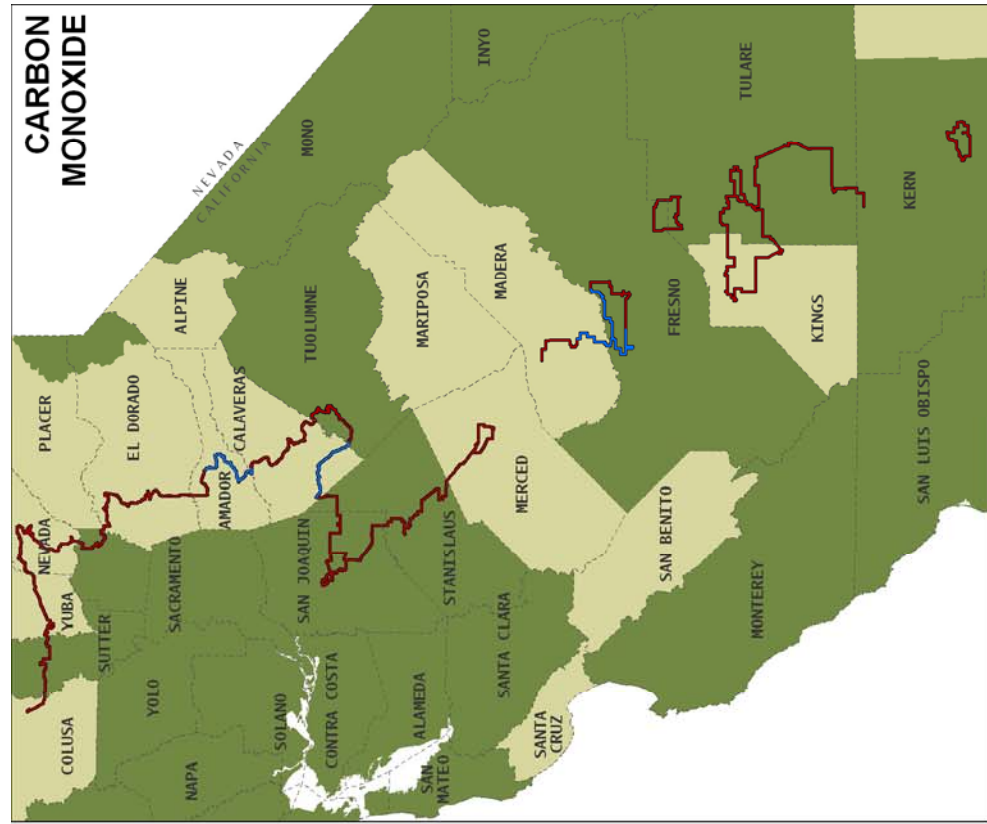 CARBON
MONOXIDE
NEVADA
CALIFORNIA
INYO
MONO
TULARE
KERN
ALPINE
TUOLUMNE
MARIPOSA
MADERA
FRESNO
KINGS
PLACER
EL DORADO
CALAVERAS
AMADOR
NEVADA
YUBA
SUTTER
SACRAMENTO
SAN JOAQUIN
STANISLAUS
MERCED
SAN BENITO
SAN LUIS OBISPO
MONTEREY
COLUSA
YOLO
NAPA
SOLANO
CONTRA COSTA
ALAMEDA
SAN
MATEO
SANTA CLARA
SANTA
CRUZ